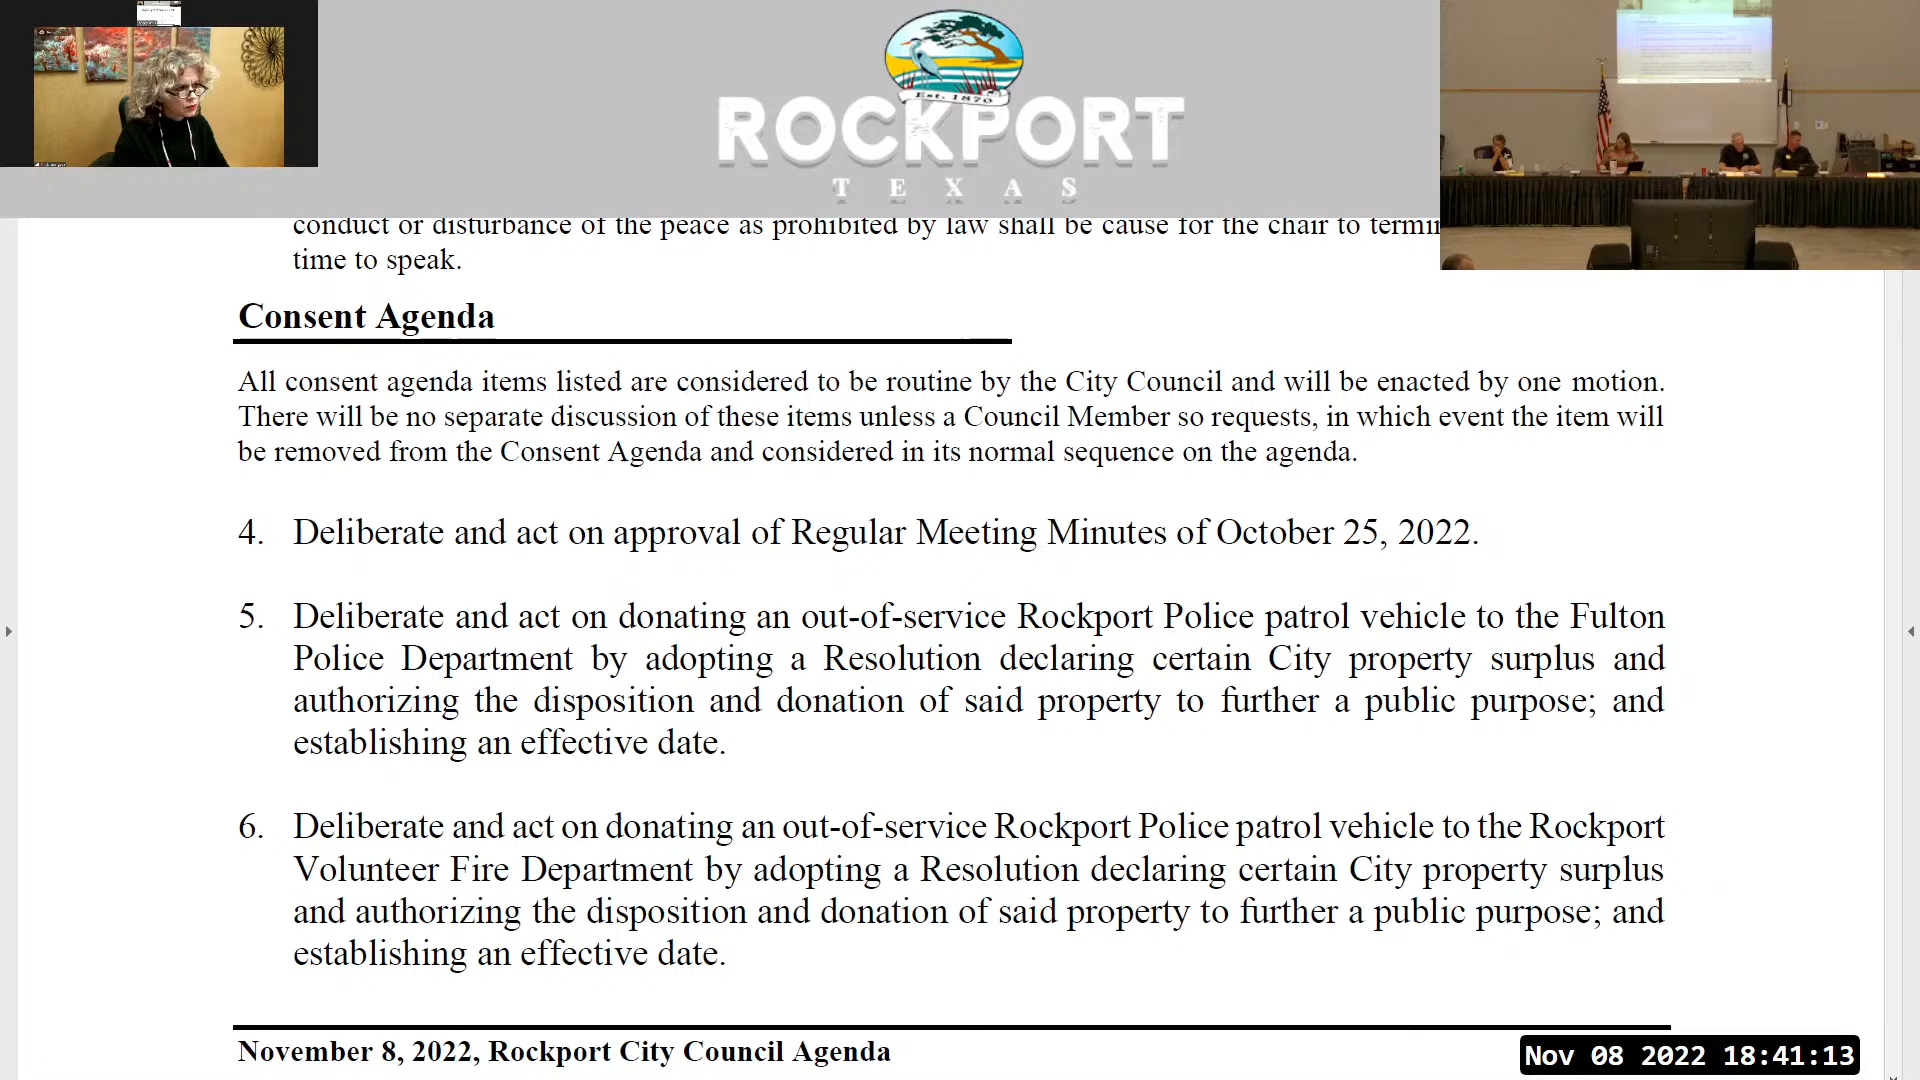 Est. 1870
ROCKPORT
TEXAS
conduct or disturbance of the peace as prohibited by law shall be cause for the chair to
time to speak.
Consent Agenda
All consent agenda items listed are considered to be routine by the City Council and will be enacted by one motion.
There will be no separate discussion of these items unless a Council Member so requests, in which event the item will
be removed from the Consent Agenda and considered in its normal sequence on the agenda.
4. Deliberate and act on approval of Regular Meeting Minutes of October 25, 2022.
5. Deliberate and act on donating an out-of-service Rockport Police patrol vehicle to the Fulton
Police Department by adopting a Resolution declaring certain City property surplus and
authorizing the disposition and donation of said property to further a public purpose; and
establishing an effective date.
6. Deliberate and act on donating an out-of-service Rockport Police patrol vehicle to the Rockport
Volunteer Fire Department by adopting a Resolution declaring certain City property surplus
and authorizing the disposition and donation of said property to further a public purpose; and
establishing an effective date.
November 8, 2022, Rockport City Council Agenda
Nov 08 2022 18:41:13